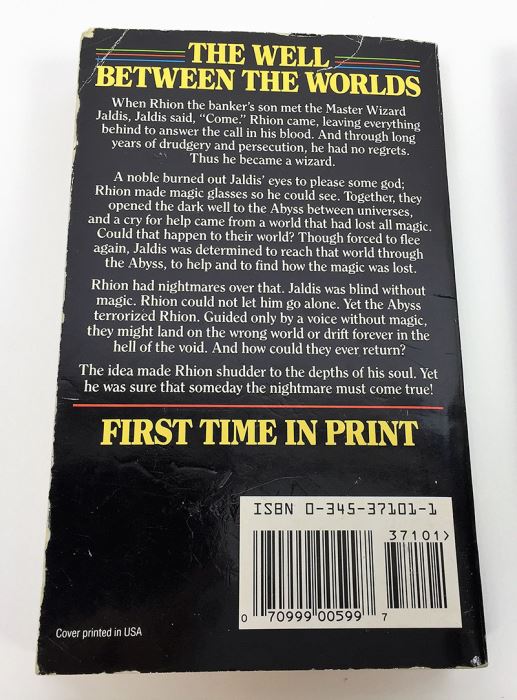 THE WELL
BETWEEN THE WORLDS
When Rhion the banker's son met the Master Wizard
Jaldis, Jaldis said, "Come." Rhion came, leaving everything
behind to answer the call in his blood. And through long
years of drudgery and persecution, he had no regrets.
Thus he became a wizard.
A noble burned out Jaldis' eyes to please some god;
Rhion made magic glasses so he could see. Together, they
opened the dark well to the Abyss between universes,
and a cry for help came from a world that had lost all magic.
Could that happen to their world? Though forced to flee
again, Jaldis was determined to reach that world through
the Abyss, to help and to find how the magic was lost.
Rhion had nightmares over that. Jaldis was blind without
magic. Rhion could not let him go alone. Yet the Abyss
terrorized Rhion. Guided only by a voice without magic,
they might land on the wrong world or drift forever in the
hell of the void. And how could they ever return?
The idea made Rhion shudder to the depths of his soul. Yet
he was sure that someday the nightmare must come true!
FIRST TIME IN PRINT
ISBN 0-345-37101-1
37101>
0 70999 00599 7
Cover printed in USA